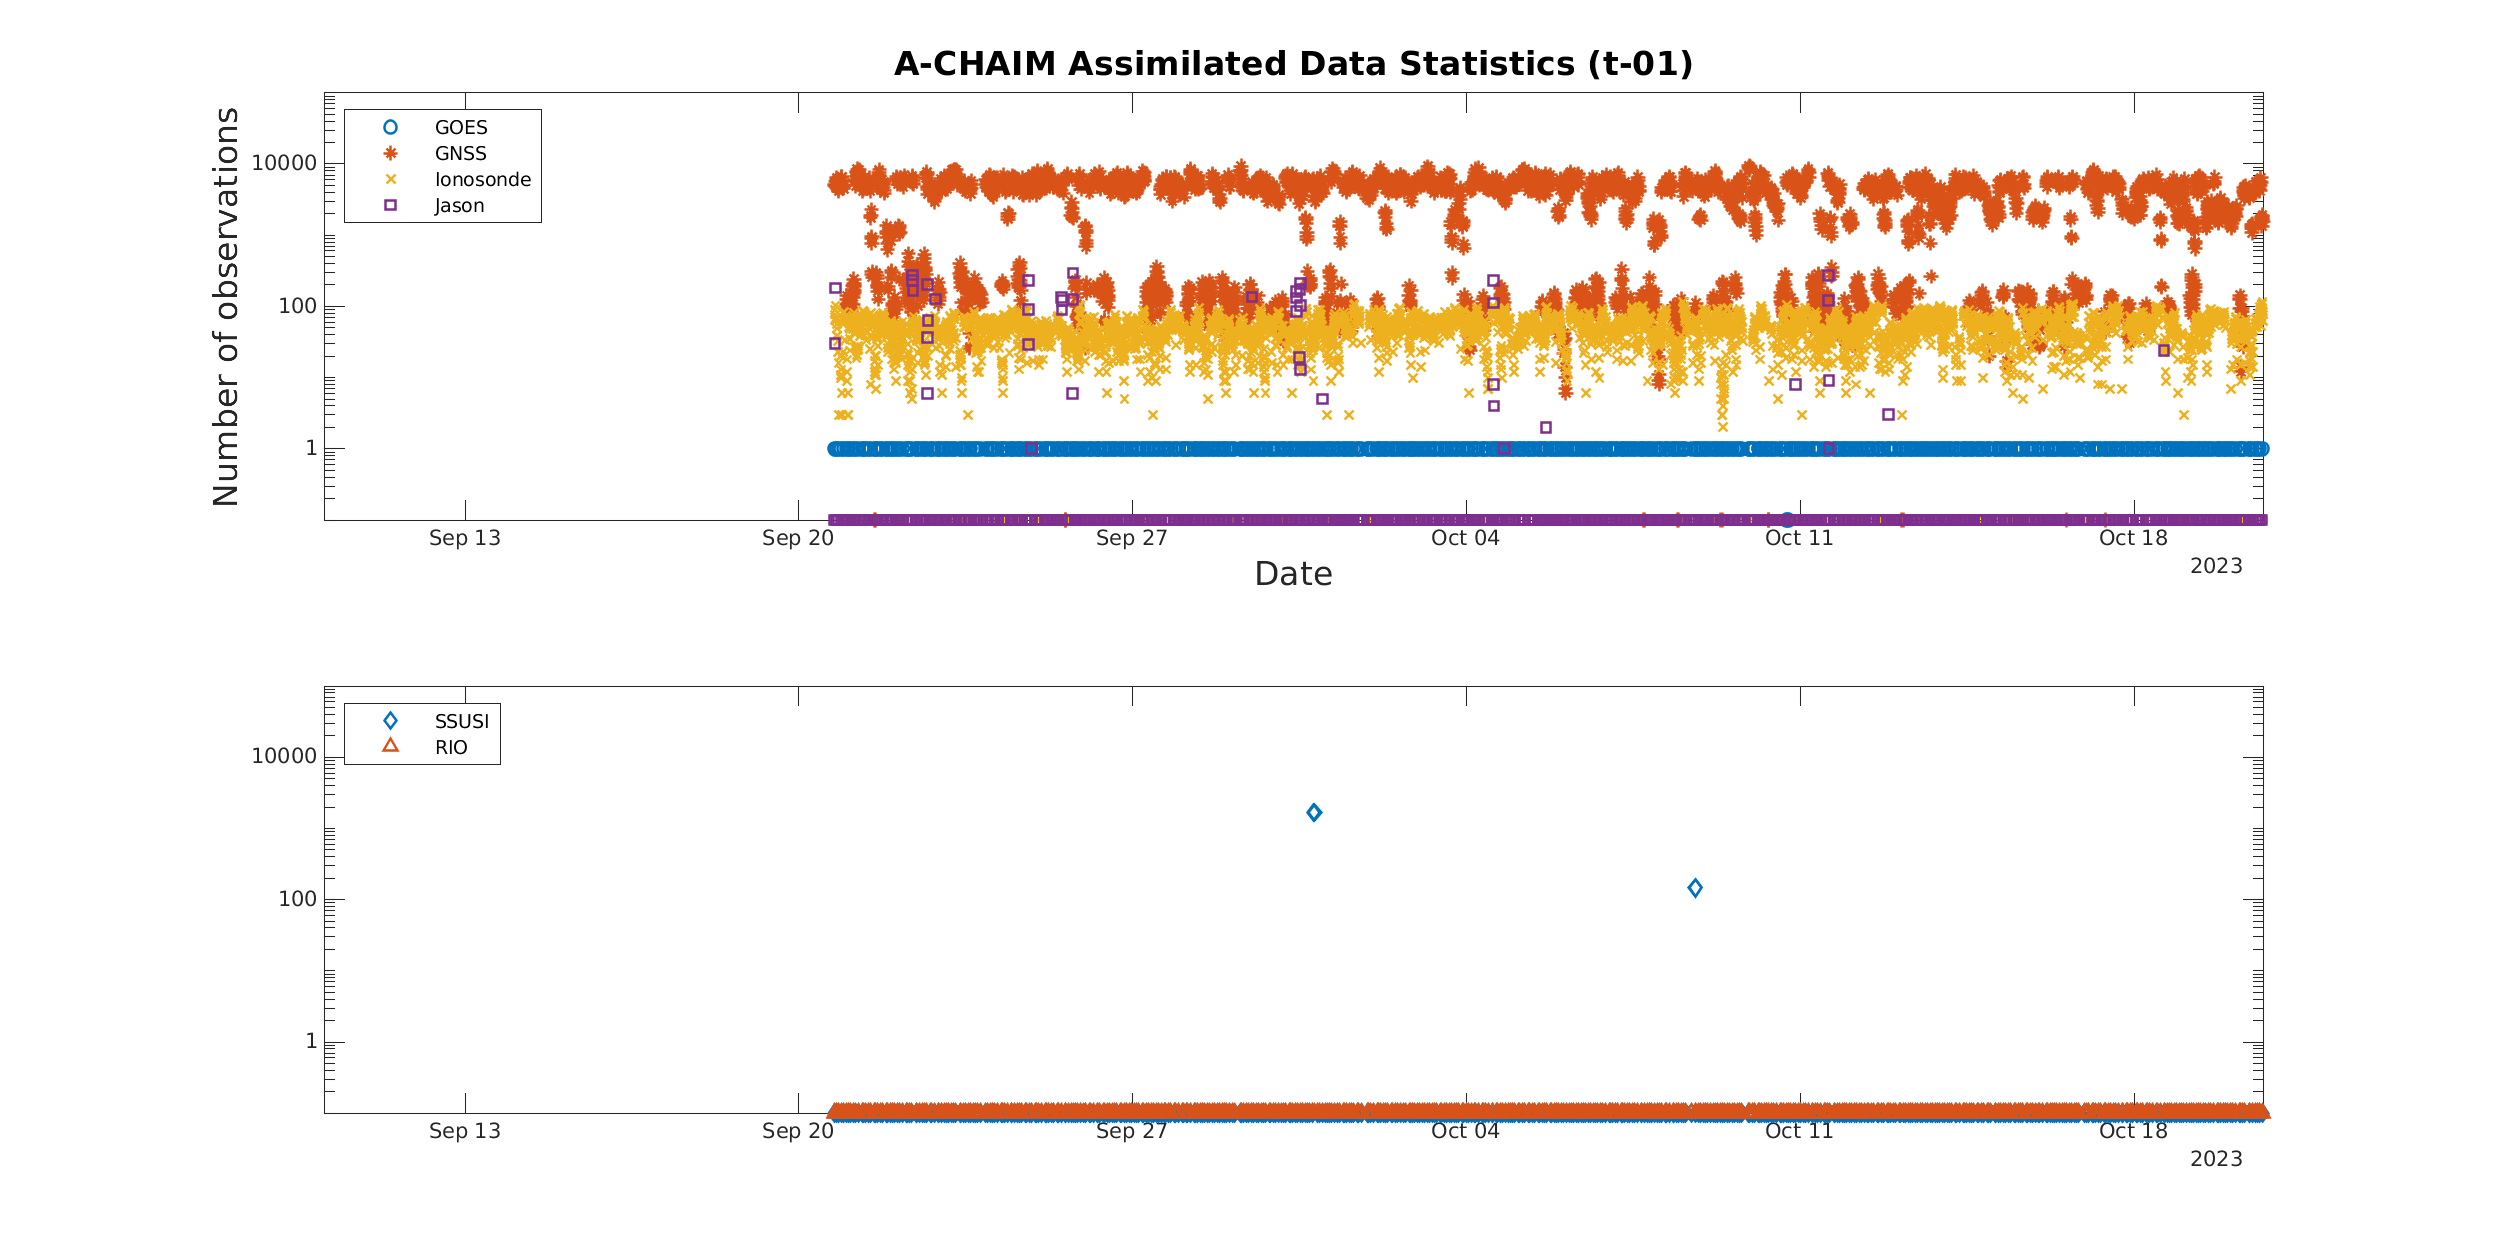 A-CHAIM Assimilated Data Statistics (t-01)
Number of observations
10000
100
1
GOES
GNSS
Ionosonde
Jason
Sep 13 Sep 20 Sep 27 Oct 04 Oct 11 Oct 18
2023
Date
10000
100
1
SSUSI
RIO
Sep 13 Sep 20 Sep 27 Oct 04 Oct 11 Oct 18
2023